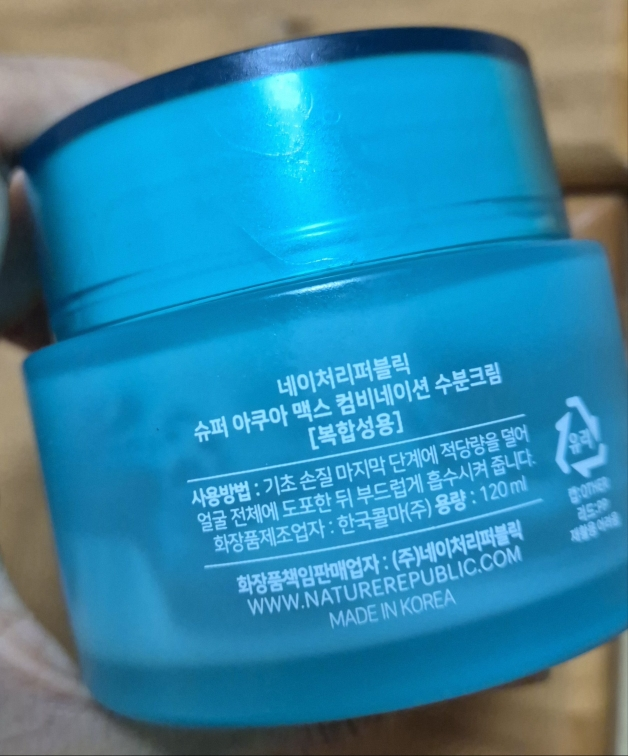 네이처리퍼블릭
슈퍼 아쿠아 맥스 컴비네이션 수분크림
[복합성용]
사용방법 : 기초 손질 마지막 단계에 적당량을 덜어
얼굴 전체에 도포한 뒤 부드럽게 흡수시켜 줍니다.
화장품제조업자 : 한국콜마(주) 용량 : 120 ml
화장품책임판매업자 : (주)네이처리퍼블릭
WWW.NATUREREPUBLIC.COM
MADE IN KOREA
유리
캡:OTHER
리드:PP